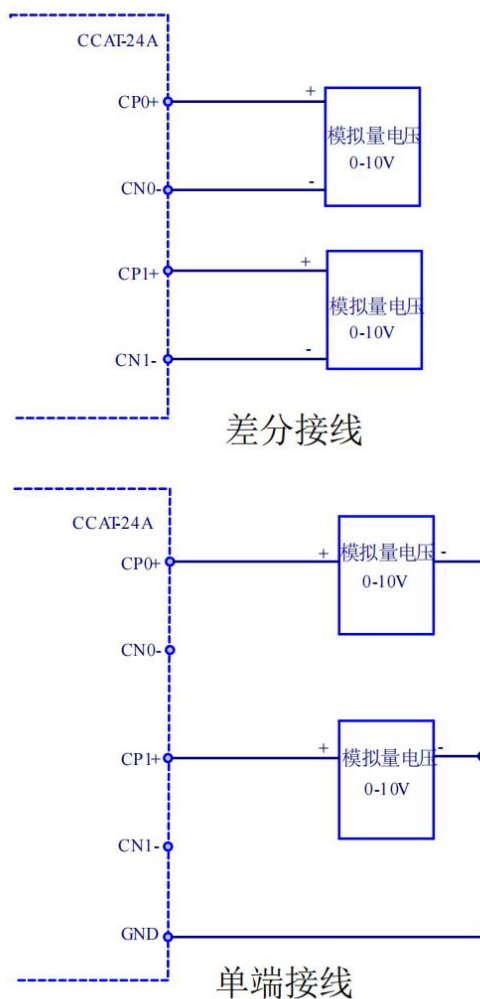 CCAT-24A
CP0+
+
模拟量电压
0-10V
CN0-
-
CP1+
+
模拟量电压
0-10V
CN1-
-
差分接线
CCAT-24A
CP0+
+
模拟量电压
-
0-10V
CN0-
CP1+
+
模拟量电压
-
0-10V
CN1-
GND
单端接线